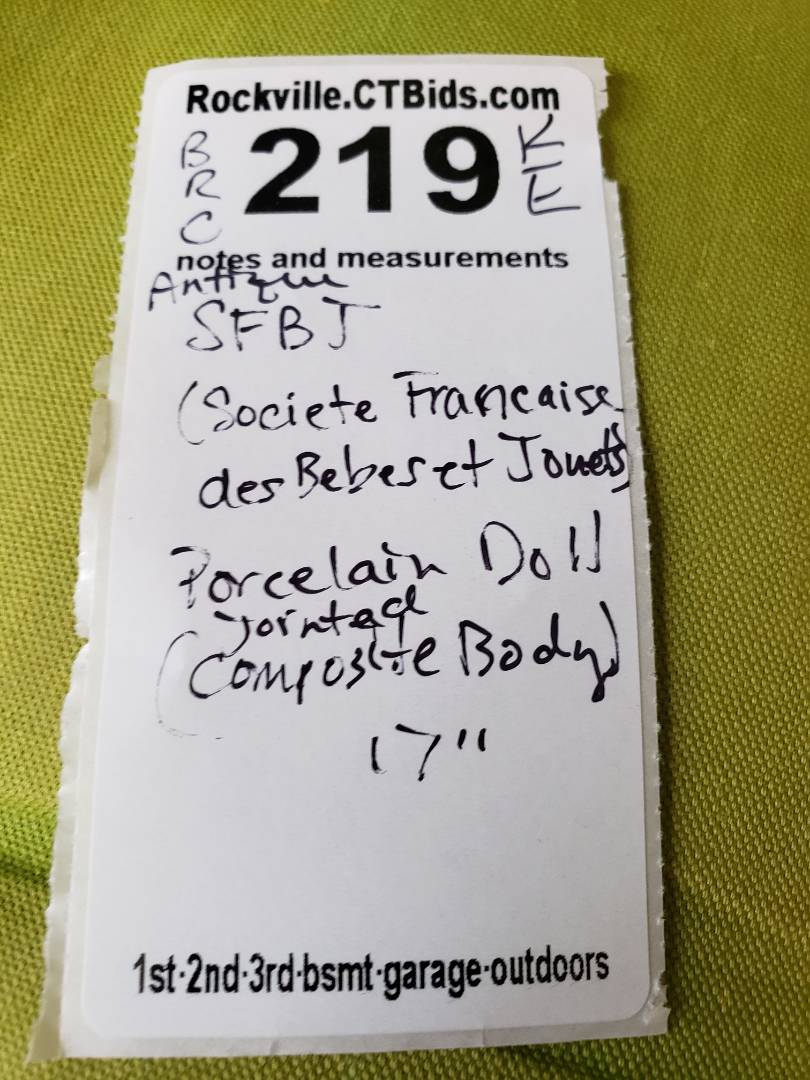 Rockville.CTBids.com
B
R
C
219
K
E
notes and measurements
Antique
SFBJ
(Societe Francaise
des Bebes et Jouets)
Porcelain Doll
Jointed
(Composite Body)
17"
1st·2nd·3rd·bsmt·garage·outdoors